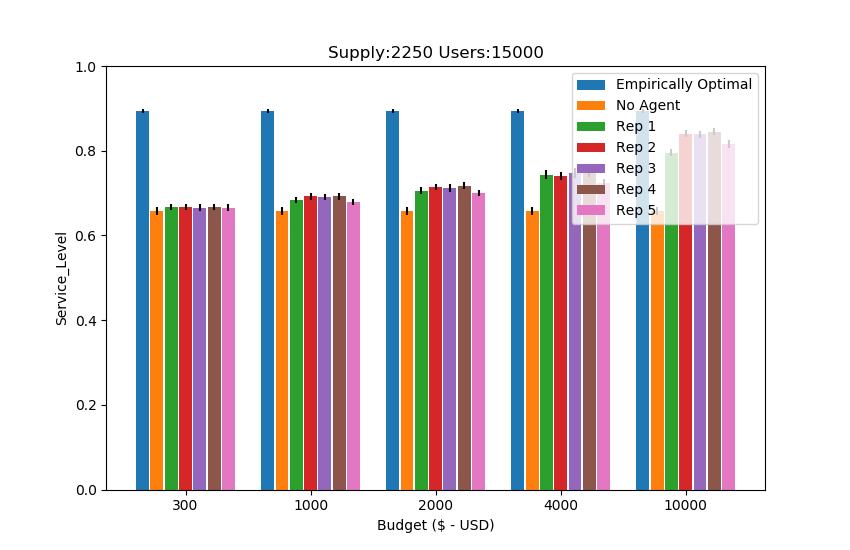 Supply:2250 Users:15000
1.0
0.8
0.6
0.4
0.2
0.0
Service_Level
Empirically Optimal
No Agent
Rep 1
Rep 2
Rep 3
Rep 4
Rep 5
300 1000 2000 4000 10000
Budget ($ - USD)